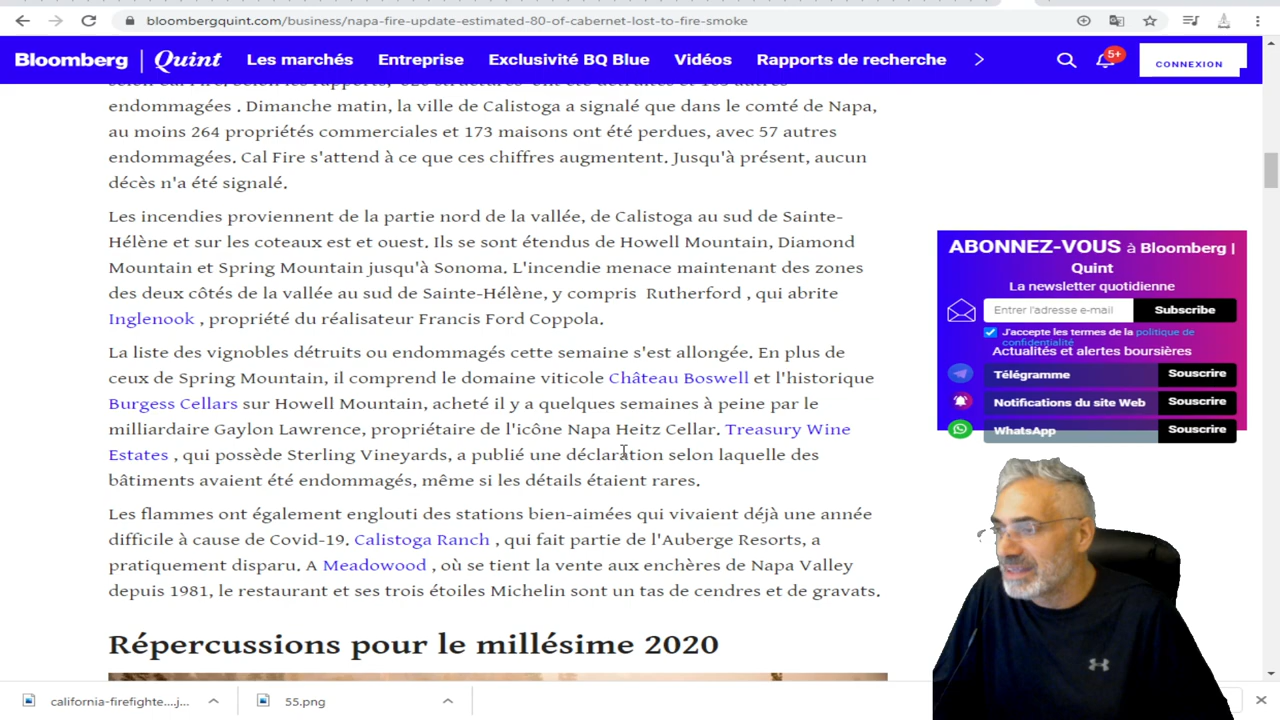 bloombergquint.com/business/napa-fire-update-estimated-80-of-cabernet-lost-to-fire-smoke
Bloomberg | Quint Les marchés Entreprise Exclusivité BQ Blue Vidéos Rapports de recherche 5+ CONNEXION
endommagées . Dimanche matin, la ville de Calistoga a signalé que dans le comté de Napa,
au moins 264 propriétés commerciales et 173 maisons ont été perdues, avec 57 autres
endommagées. Cal Fire s'attend à ce que ces chiffres augmentent. Jusqu'à présent, aucun
décès n'a été signalé.
Les incendies proviennent de la partie nord de la vallée, de Calistoga au sud de Sainte-
Hélène et sur les coteaux est et ouest. Ils se sont étendus de Howell Mountain, Diamond
Mountain et Spring Mountain jusqu'à Sonoma. L'incendie menace maintenant des zones
des deux côtés de la vallée au sud de Sainte-Hélène, y compris Rutherford , qui abrite
Inglenook , propriété du réalisateur Francis Ford Coppola.
La liste des vignobles détruits ou endommagés cette semaine s'est allongée. En plus de
ceux de Spring Mountain, il comprend le domaine viticole Château Boswell et l'historique
Burgess Cellars sur Howell Mountain, acheté il y a quelques semaines à peine par le
milliardaire Gaylon Lawrence, propriétaire de l'icône Napa Heitz Cellar. Treasury Wine
Estates , qui possède Sterling Vineyards, a publié une déclaration selon laquelle des
bâtiments avaient été endommagés, même si les détails étaient rares.
Les flammes ont également englouti des stations bien-aimées qui vivaient déjà une année
difficile à cause de Covid-19. Calistoga Ranch , qui fait partie de l'Auberge Resorts, a
pratiquement disparu. A Meadowood , où se tient la vente aux enchères de Napa Valley
depuis 1981, le restaurant et ses trois étoiles Michelin sont un tas de cendres et de gravats.
Répercussions pour le millésime 2020
ABONNEZ-VOUS à Bloomberg |
Quint
La newsletter quotidienne
Entrer l'adresse e-mail Subscribe
J'accepte les termes de la politique de
confidentialité
Actualités et alertes boursières
Télégramme Souscrire
Notifications du site Web Souscrire
WhatsApp Souscrire
california-firefighte....j... 55.png